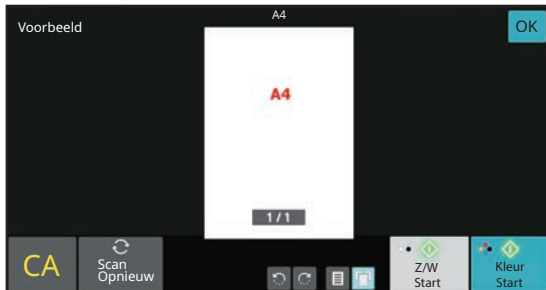 A4
Voorbeeld
OK
A4
1/1
CA
Scan
Opnieuw
Z/W
Start
Kleur
Start